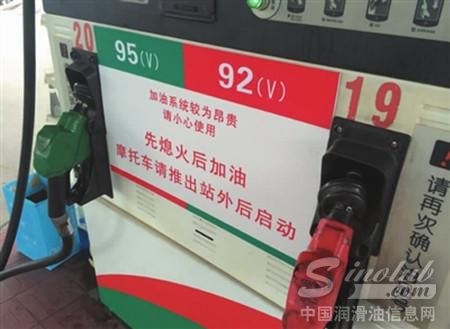 20
95(V)
92(V)
19
加油系统较为昂贵
请小心使用
先熄火后加油
摩托车请推出站外后启动
请再次确认
Sinolub.com
中国润滑油信息网